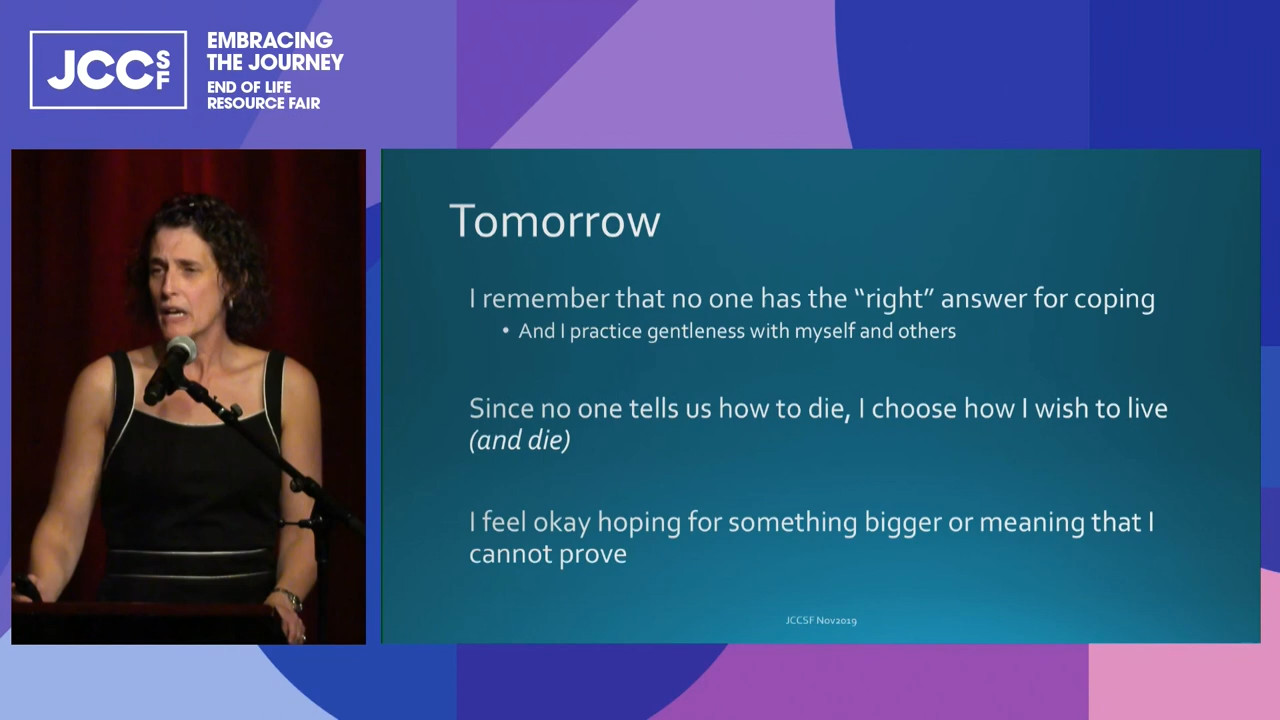 JCCSF
EMBRACING
THE JOURNEY
END OF LIFE
RESOURCE FAIR
Tomorrow
I remember that no one has the “right” answer for coping
• And I practice gentleness with myself and others
Since no one tells us how to die, I choose how I wish to live
(and die)
I feel okay hoping for something bigger or meaning that I
cannot prove
JCCSF Nov2019